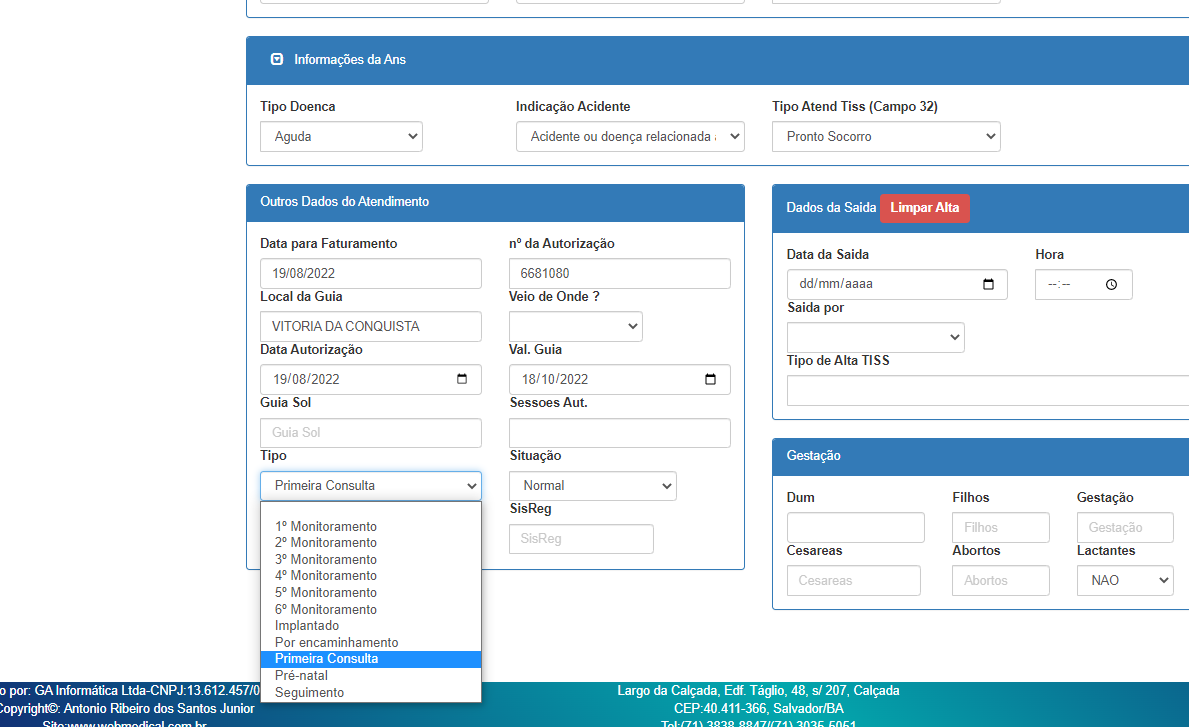 Informações da Ans
Tipo Doenca
Indicação Acidente
Tipo Atend Tiss (Campo 32)
Aguda
Acidente ou doença relacionada
Pronto Socorro
Outros Dados do Atendimento
Data para Faturamento
nº da Autorização
19/08/2022
6681080
Local da Guia
Veio de Onde ?
VITORIA DA CONQUISTA
Data Autorização
Val. Guia
19/08/2022
18/10/2022
Guia Sol
Sessoes Aut.
Guia Sol
Tipo
Situação
Primeira Consulta
Normal
SisReg
SisReg
1º Monitoramento
2º Monitoramento
3º Monitoramento
4º Monitoramento
5º Monitoramento
6º Monitoramento
Implantado
Por encaminhamento
Primeira Consulta
Pré-natal
Seguimento
Dados da Saida
Limpar Alta
Data da Saida
Hora
dd/mm/aaaa
--:--
Saida por
Tipo de Alta TISS
Gestação
Dum
Filhos
Gestação
Filhos
Gestação
Cesareas
Abortos
Lactantes
Cesareas
Abortos
NAO
o por: GA Informática Ltda-CNPJ:13.612.457/0
Copyright©: Antonio Ribeiro dos Santos Junior
Site:www.webmedical.com.br
Largo da Calçada, Edf. Táglio, 48, s/ 207, Calçada
CEP:40.411-366, Salvador/BA
Tel:(71) 3838.8847/(71) 3035.5051